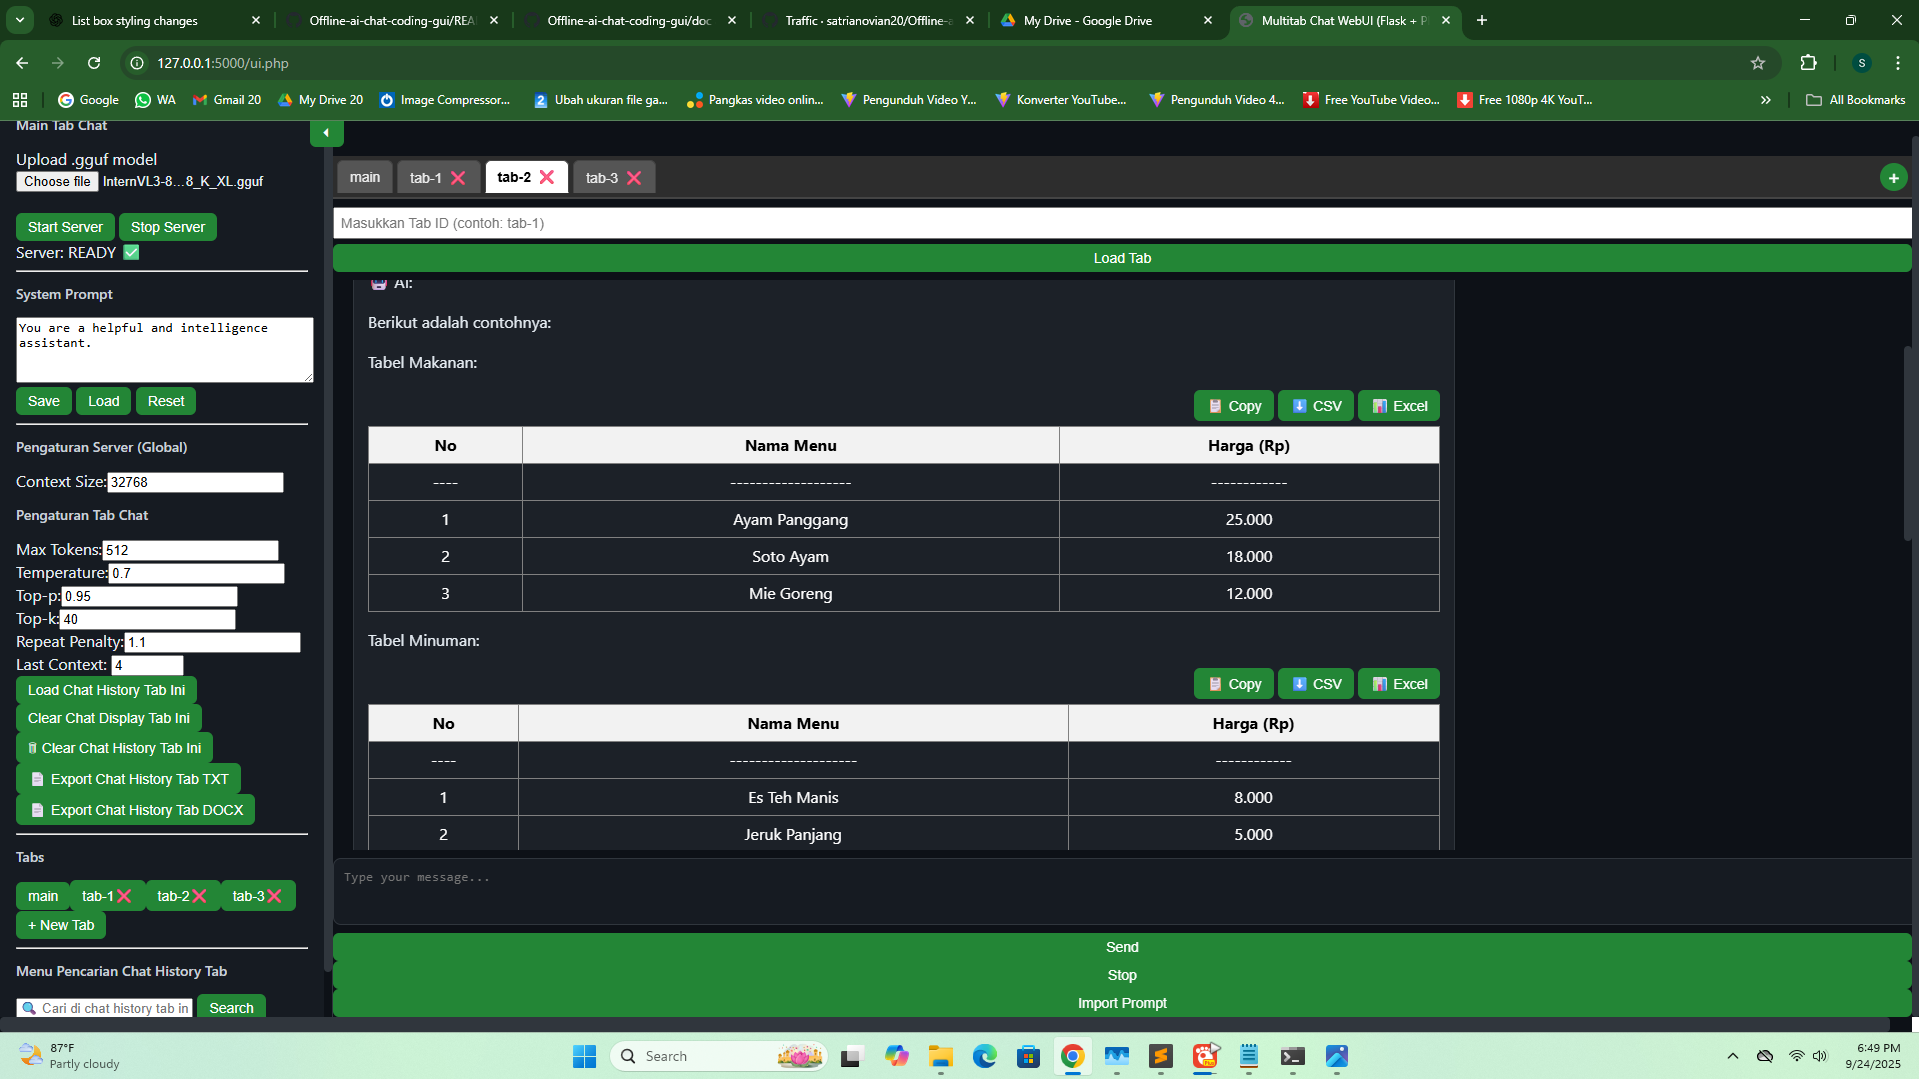 List box styling changes
Offline-ai-chat-coding-gui/REA
Offline-ai-chat-coding-gui/doc
Traffic · satrianovian20/Offline-a
My Drive - Google Drive
Multitab Chat WebUI (Flask + P
127.0.0.1:5000/ui.php
S
Google
WA
Gmail 20
My Drive 20
Image Compressor...
Ubah ukuran file ga...
Pangkas video onlin...
Pengunduh Video Y...
Konverter YouTube...
Pengunduh Video 4...
Free YouTube Video...
Free 1080p 4K YouT...
All Bookmarks
Main Tab Chat
Upload .gguf model
Choose file InternVL3-8...8_K_XL.gguf
Start Server Stop Server
Server: READY ✅
System Prompt
You are a helpful and intelligence
assistant.
Save Load Reset
Pengaturan Server (Global)
Context Size: 32768
Pengaturan Tab Chat
Max Tokens: 512
Temperature: 0.7
Top-p: 0.95
Top-k: 40
Repeat Penalty: 1.1
Last Context: 4
Load Chat History Tab Ini
Clear Chat Display Tab Ini
Clear Chat History Tab Ini
Export Chat History Tab TXT
Export Chat History Tab DOCX
Tabs
main tab-1 ❌ tab-2 ❌ tab-3 ❌
+ New Tab
Menu Pencarian Chat History Tab
Cari di chat history tab in Search
main tab-1 ❌ tab-2 ❌ tab-3 ❌ +
Masukkan Tab ID (contoh: tab-1)
Load Tab
AI:
Berikut adalah contohnya:
Tabel Makanan:
Copy CSV Excel
No Nama Menu Harga (Rp)
---- ------------------- ------------
1 Ayam Panggang 25.000
2 Soto Ayam 18.000
3 Mie Goreng 12.000
Tabel Minuman:
Copy CSV Excel
No Nama Menu Harga (Rp)
---- -------------------- ------------
1 Es Teh Manis 8.000
2 Jeruk Panjang 5.000
Type your message...
Send
Stop
Import Prompt
87°F
Partly cloudy
Search
6:49 PM
9/24/2025